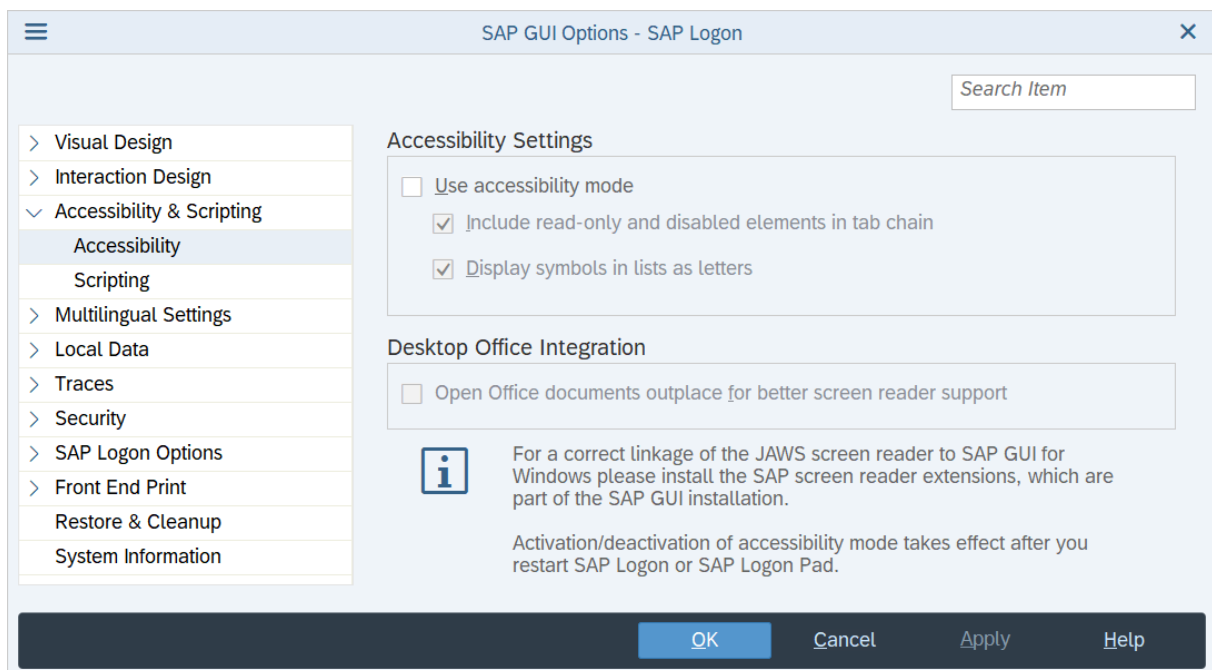 SAP GUI Options - SAP Logon
Search Item
Visual Design
Interaction Design
Accessibility & Scripting
Accessibility
Scripting
Multilingual Settings
Local Data
Traces
Security
SAP Logon Options
Front End Print
Restore & Cleanup
System Information
Accessibility Settings
Use accessibility mode
Include read-only and disabled elements in tab chain
Display symbols in lists as letters
Desktop Office Integration
Open Office documents outplace for better screen reader support
For a correct linkage of the JAWS screen reader to SAP GUI for
Windows please install the SAP screen reader extensions, which are
part of the SAP GUI installation.
Activation/deactivation of accessibility mode takes effect after you
restart SAP Logon or SAP Logon Pad.
OK
Cancel
Apply
Help